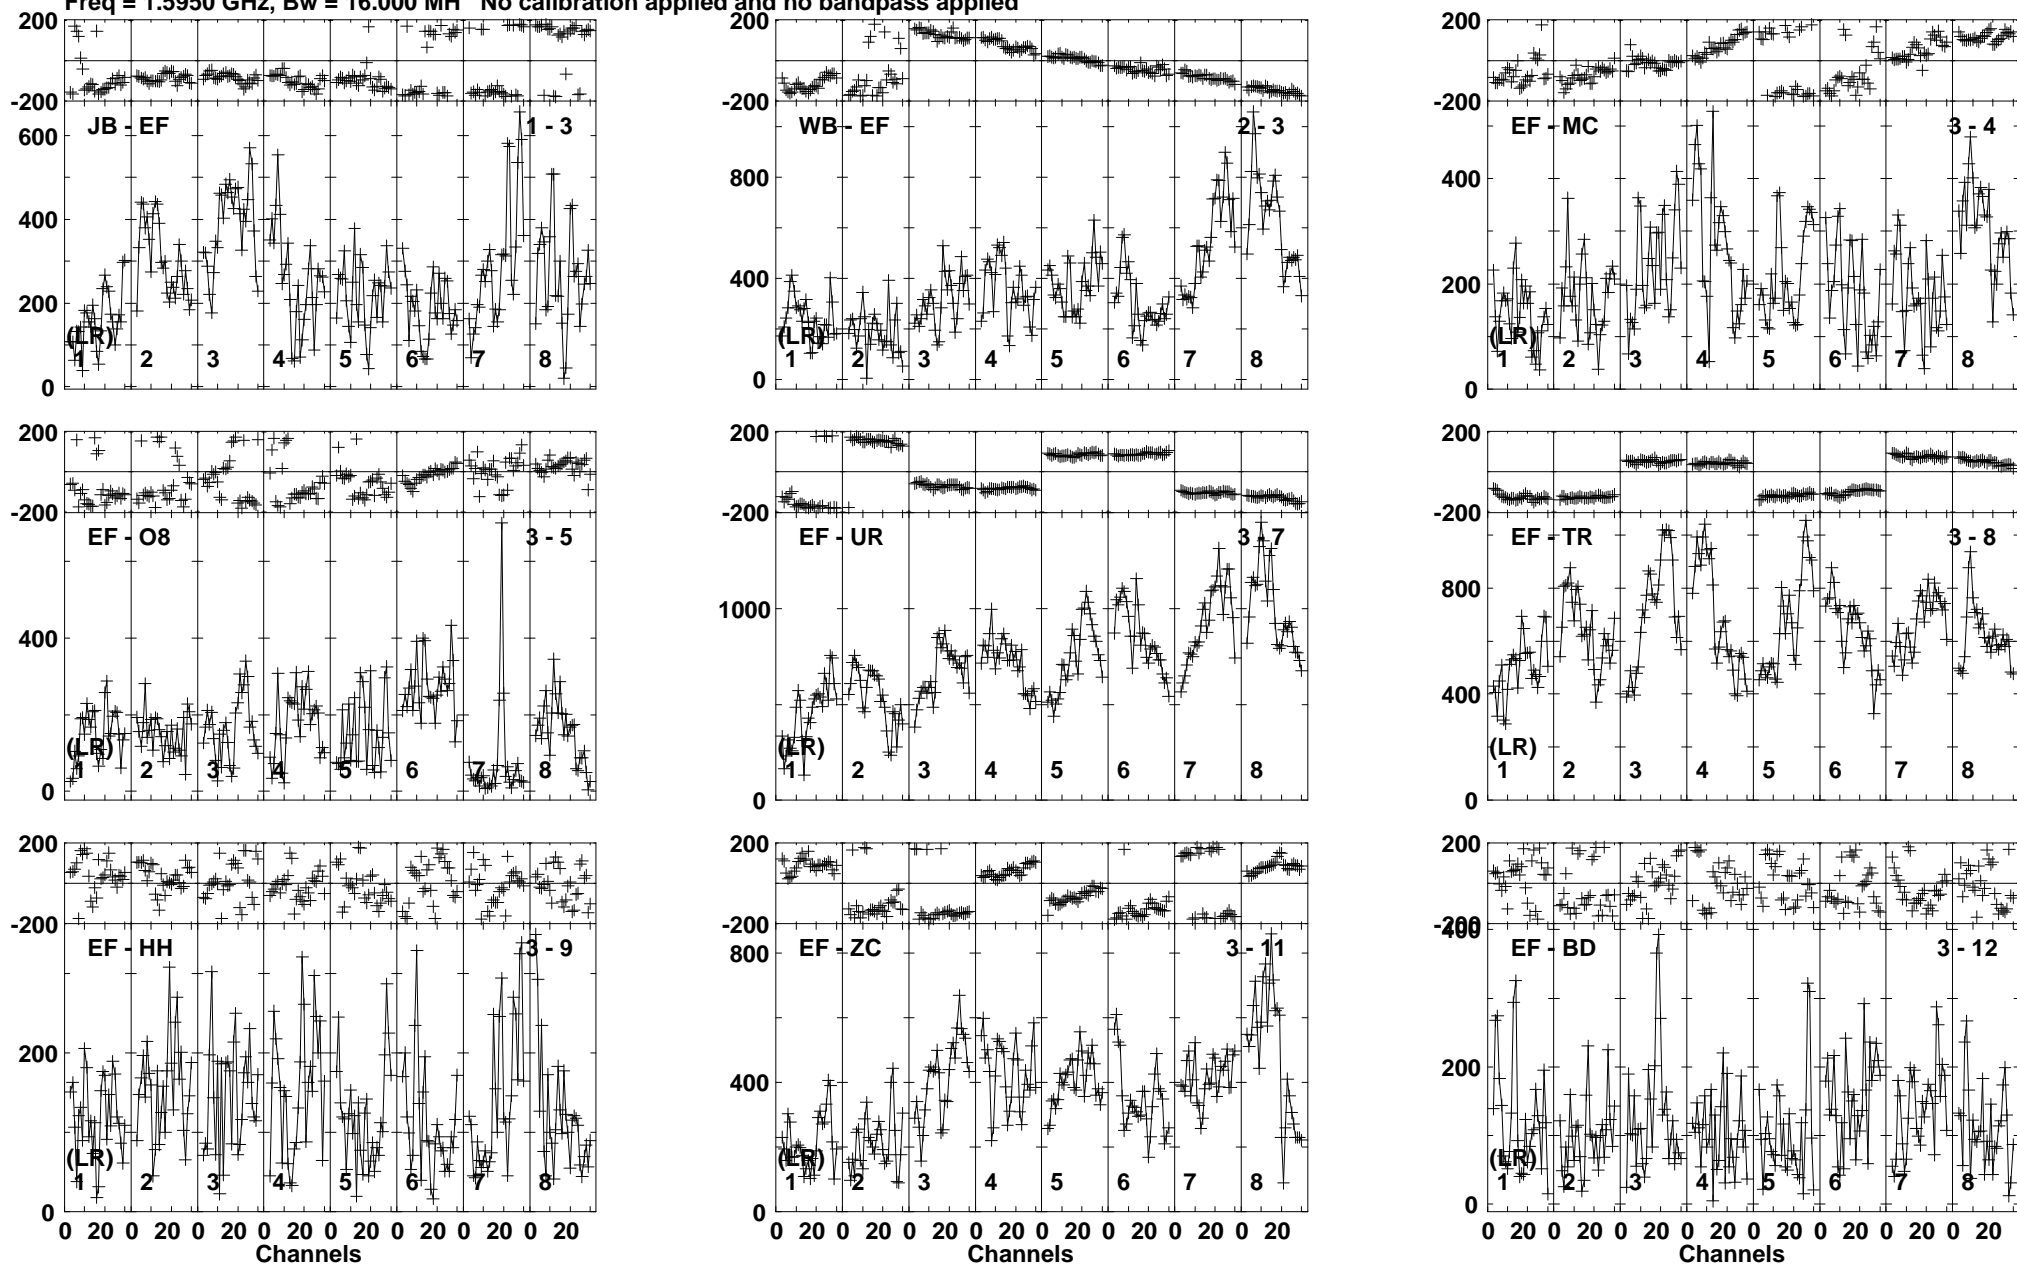 Freq = 1.5950 GHz, Bw = 16.000 MH No calibration applied and no bandpass applied
200
-200
JB - EF
1 - 3
600
400
200
0
(LR)
1 2 3 4 5 6 7 8
200
-200
WB - EF
2 - 3
800
400
0
(LR)
1 2 3 4 5 6 7 8
200
-200
EF - MC
3 - 4
400
200
0
(LR)
1 2 3 4 5 6 7 8
200
-200
EF - O8
3 - 5
400
0
(LR)
1 2 3 4 5 6 7 8
200
-200
EF - UR
3 - 7
1000
0
(LR)
1 2 3 4 5 6 7 8
200
-200
EF - TR
3 - 8
800
400
0
(LR)
1 2 3 4 5 6 7 8
200
-200
EF - HH
3 - 9
200
0
(LR)
1 2 3 4 5 6 7 8
0 20 0 20 0 20 0 20 0 20 0 20 0 20 0 20
Channels
200
-200
EF - ZC
3 - 11
800
400
0
(LR)
1 2 3 4 5 6 7 8
0 20 0 20 0 20 0 20 0 20 0 20 0 20 0 20
Channels
200
-200
400
EF - BD
3 - 12
200
0
(LR)
1 2 3 4 5 6 7 8
0 20 0 20 0 20 0 20 0 20 0 20 0 20 0 20
Channels